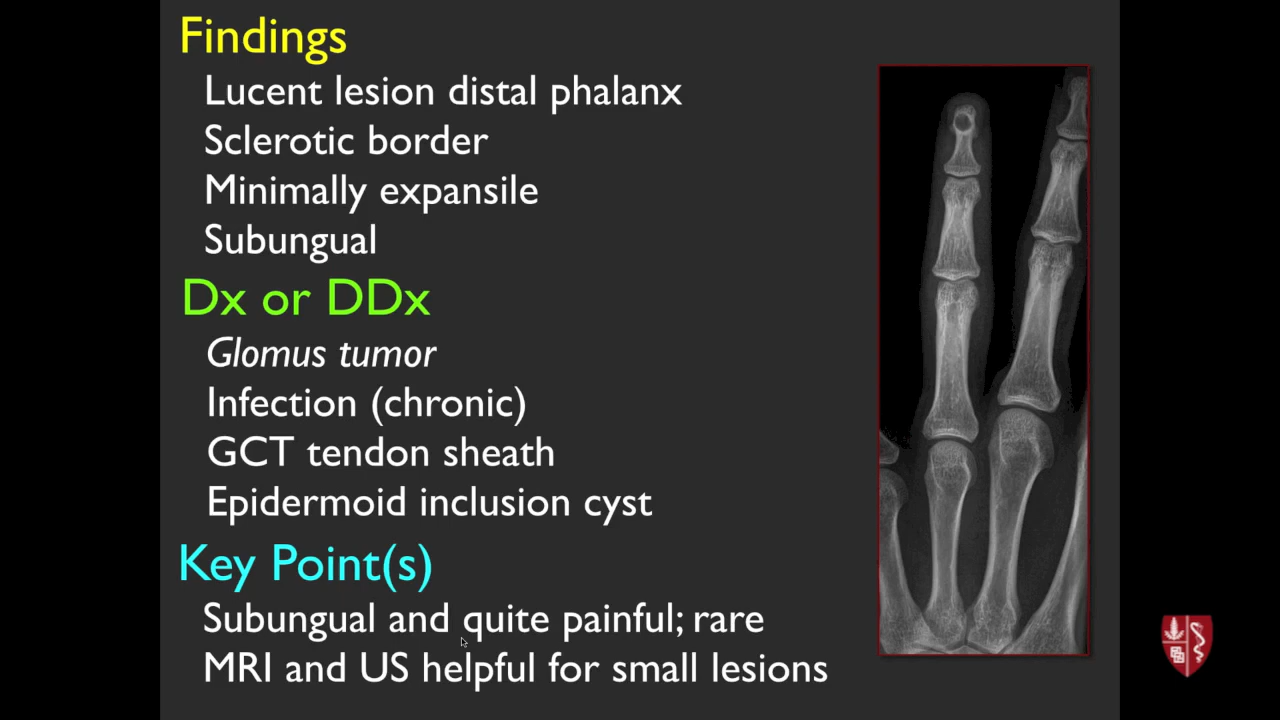 Findings
Lucent lesion distal phalanx
Sclerotic border
Minimally expansile
Subungual
Dx or DDx
Glomus tumor
Infection (chronic)
GCT tendon sheath
Epidermoid inclusion cyst
Key Point(s)
Subungual and quite painful; rare
MRI and US helpful for small lesions